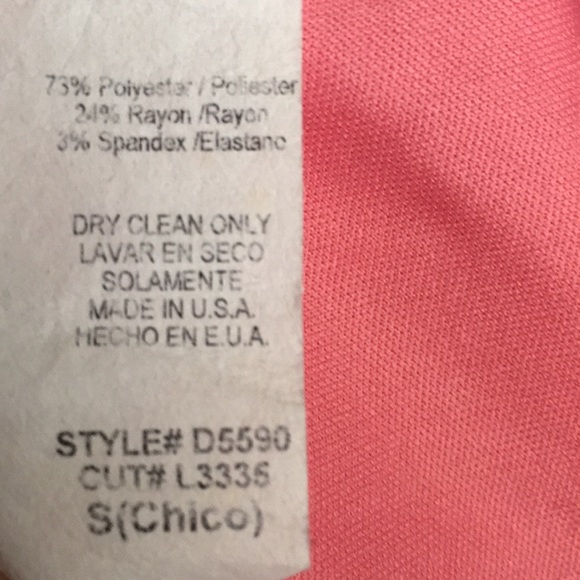 73% Polyester / Poliester
24% Rayon /Rayon
3% Spandex /Elastano
DRY CLEAN ONLY
LAVAR EN SECO
SOLAMENTE
MADE IN U.S.A.
HECHO EN E.U.A.
STYLE# D5590
CUT# L3335
S(Chico)